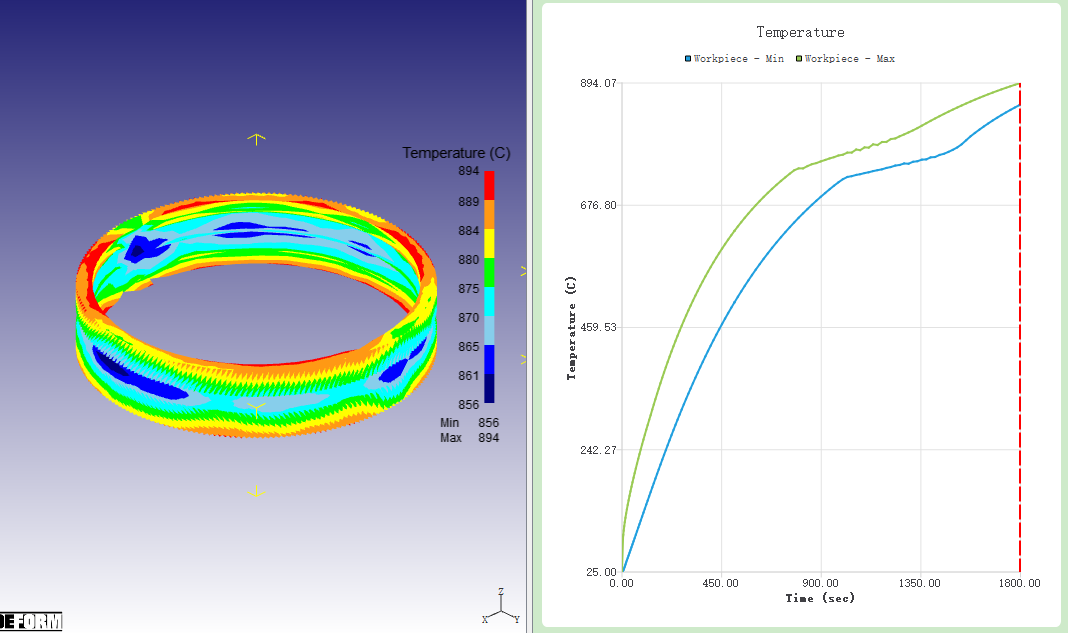 Temperature (C)
894
889
884
880
875
870
865
861
856
Min 856
Max 894
Z
X Y
DEFORM
Temperature
Workpiece - Min Workpiece - Max
894.07
676.80
459.53
242.27
25.00
Temperature (C)
0.00 450.00 900.00 1350.00 1800.00
Time (sec)